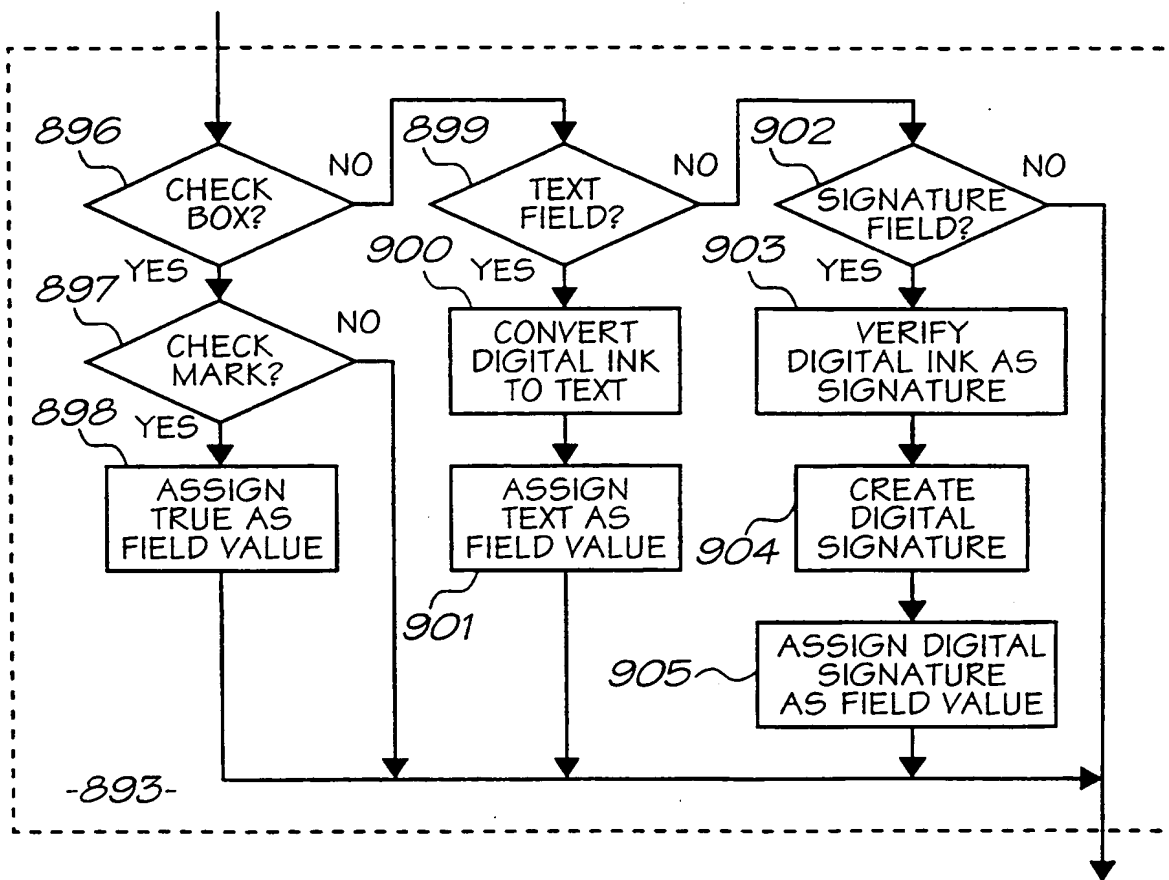 896
CHECK
BOX?
NO
YES
897
CHECK
MARK?
NO
YES
898
ASSIGN
TRUE AS
FIELD VALUE
899
TEXT
FIELD?
NO
YES
900
CONVERT
DIGITAL INK
TO TEXT
ASSIGN
TEXT AS
FIELD VALUE
901
902
SIGNATURE
FIELD?
NO
YES
903
VERIFY
DIGITAL INK AS
SIGNATURE
CREATE
DIGITAL
SIGNATURE
904
ASSIGN DIGITAL
SIGNATURE
AS FIELD VALUE
905
-893-